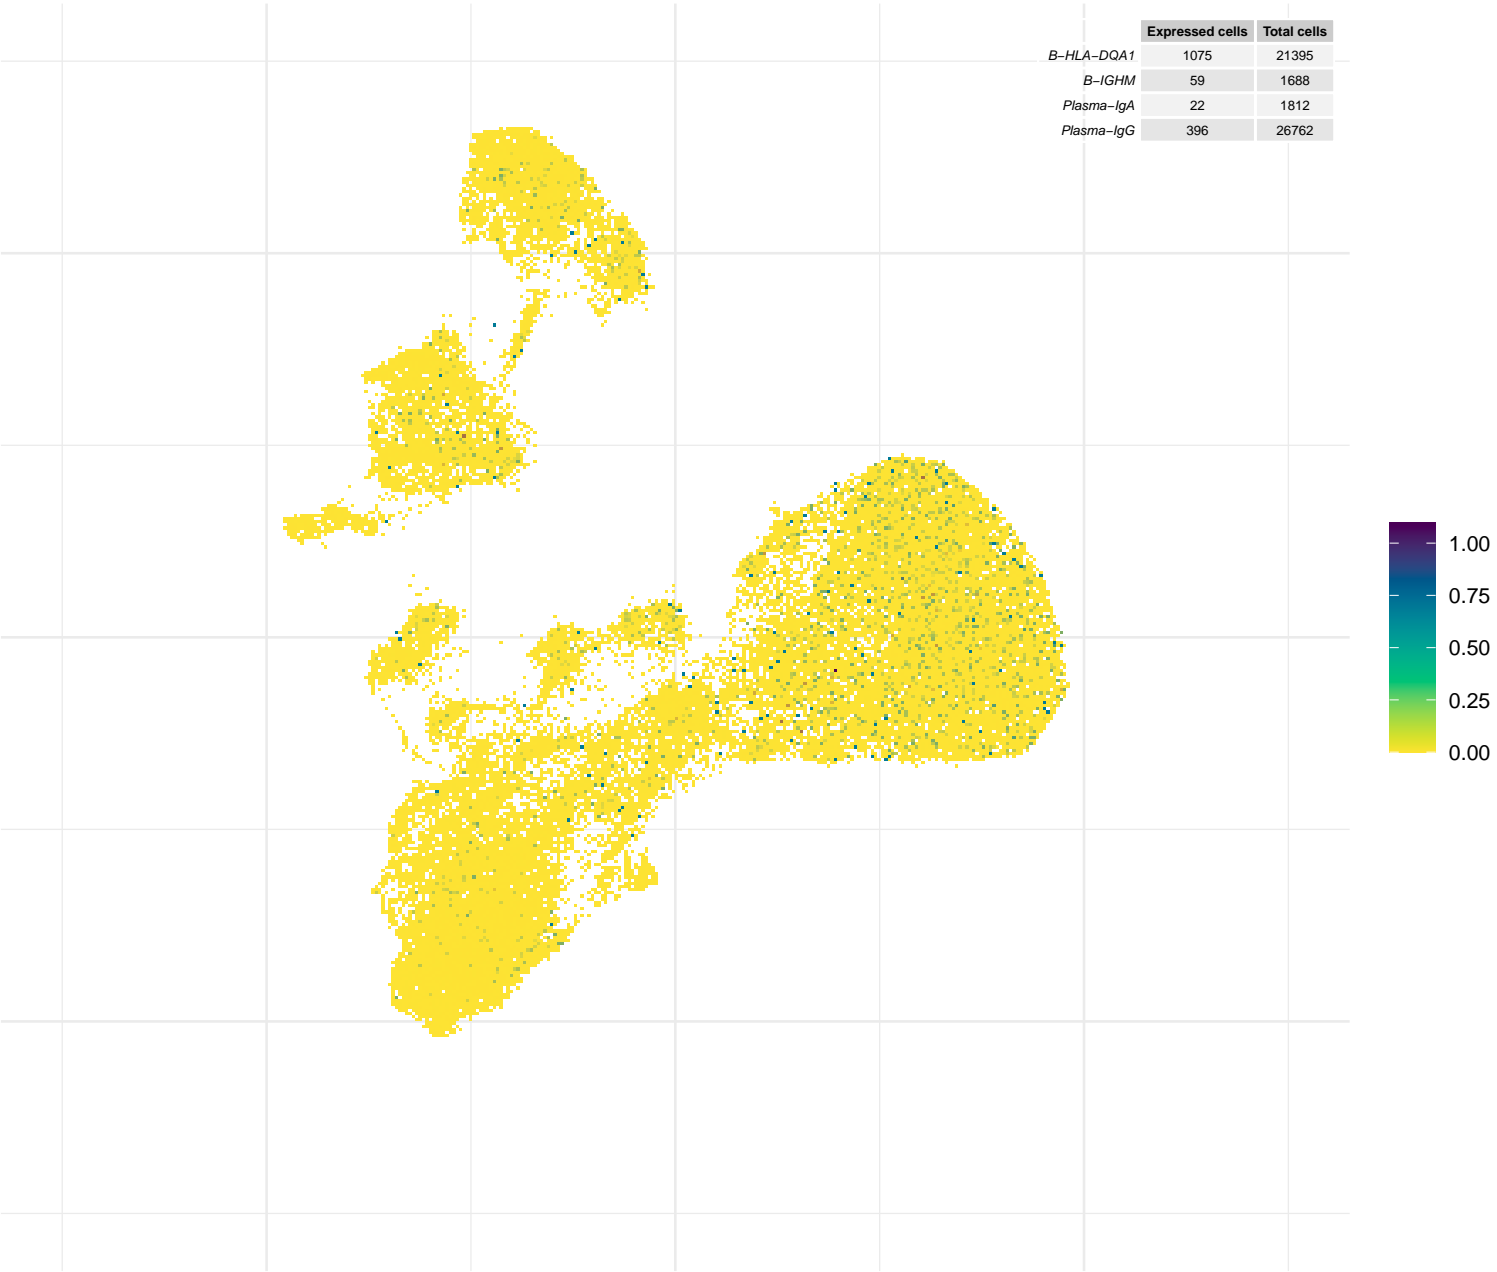 Expressed cells Total cells
B−HLA−DQA1 1075 21395
B−IGHM 59 1688
Plasma−IgA 22 1812
Plasma−IgG 396 26762
1.00
0.75
0.50
0.25
0.00